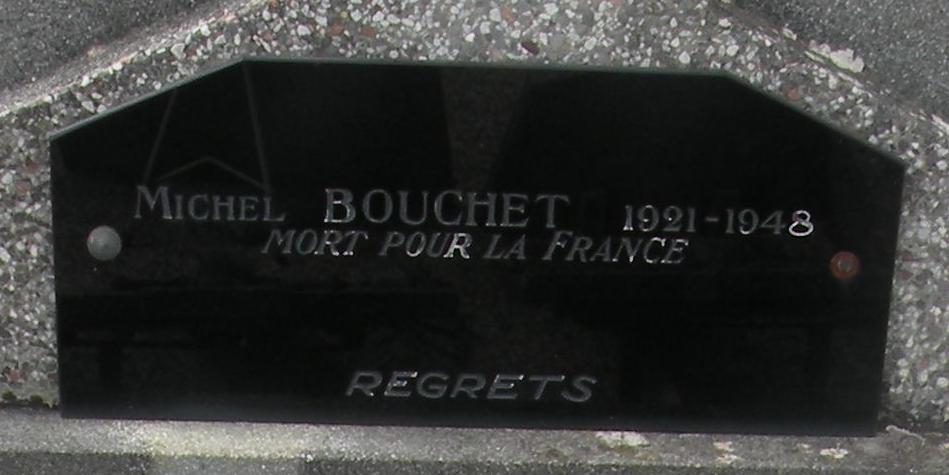 MICHEL BOUCHET 1921-1948
MORT POUR LA FRANCE
REGRETS